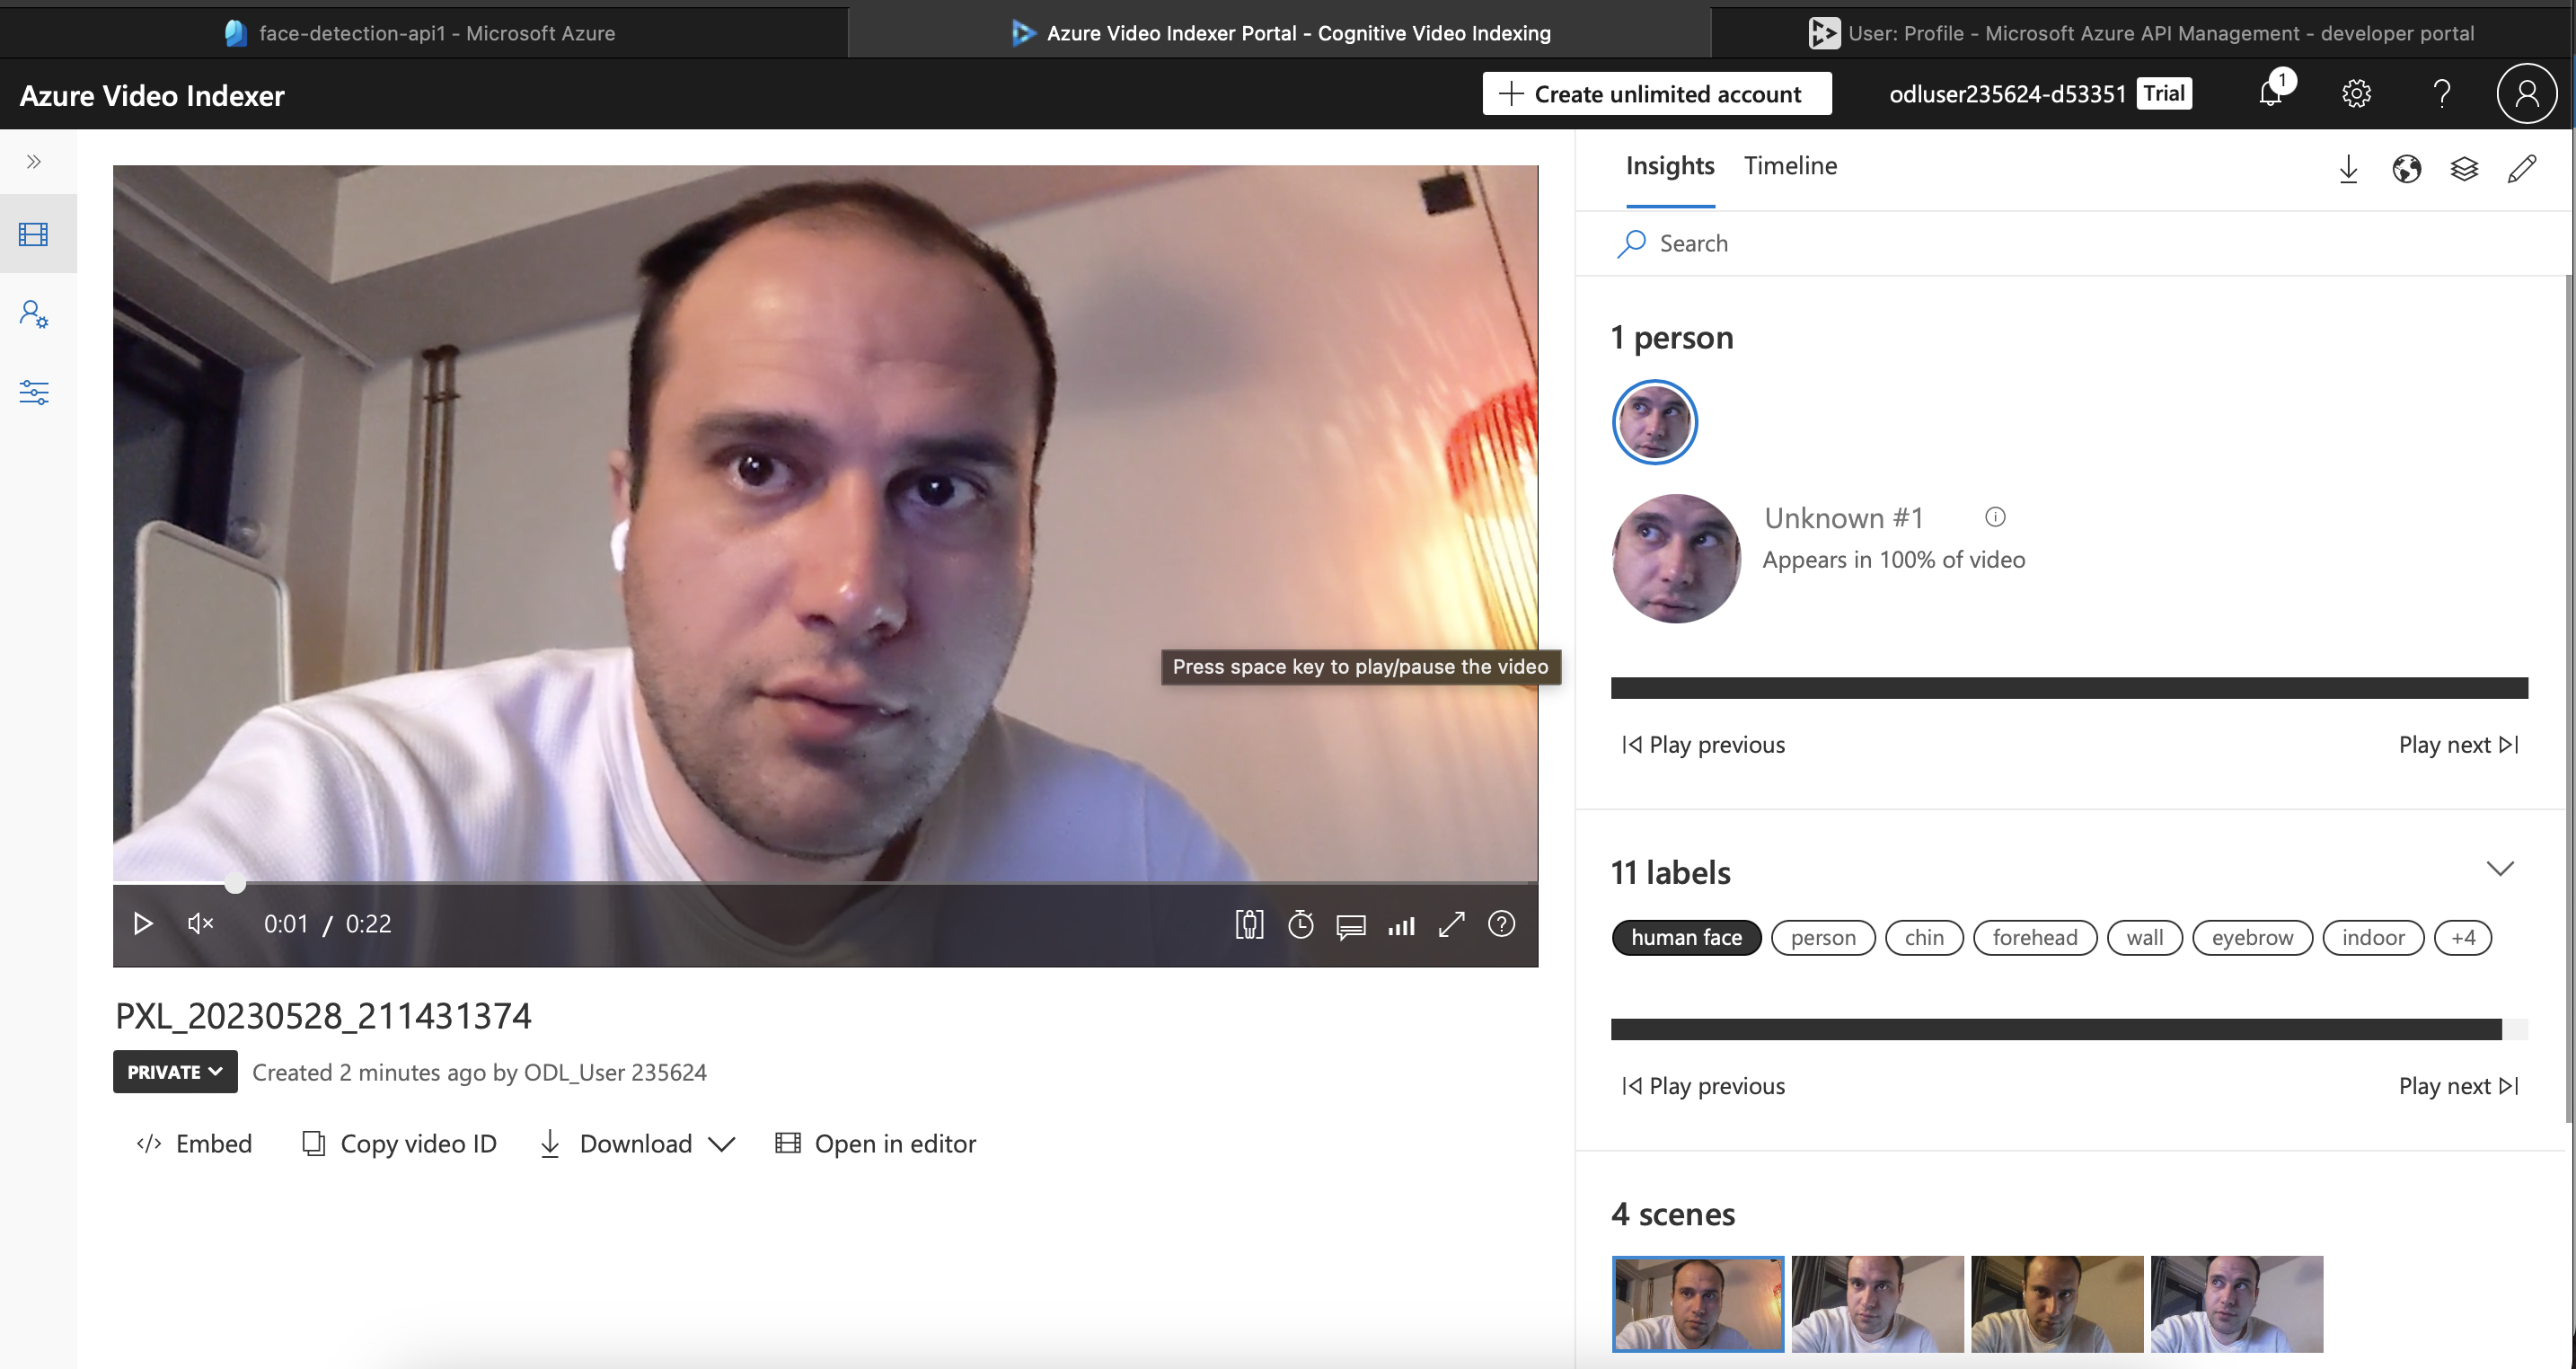 face-detection-api1 - Microsoft Azure
Azure Video Indexer Portal - Cognitive Video Indexing
User: Profile - Microsoft Azure API Management - developer portal
Azure Video Indexer
Create unlimited account
odluser235624-d53351 Trial
1
Insights Timeline
Search
1 person
Unknown #1
Appears in 100% of video
Press space key to play/pause the video
Play previous Play next
11 labels
0:01 / 0:22
human face person chin forehead wall eyebrow indoor +4
PXL_20230528_211431374
PRIVATE Created 2 minutes ago by ODL_User 235624
Play previous Play next
</> Embed Copy video ID Download Open in editor
4 scenes